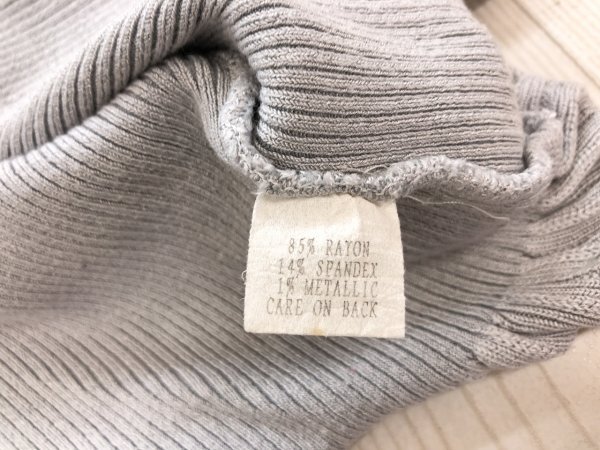 85% RAYON
14% SPANDEX
1% METALLIC
CARE ON BACK